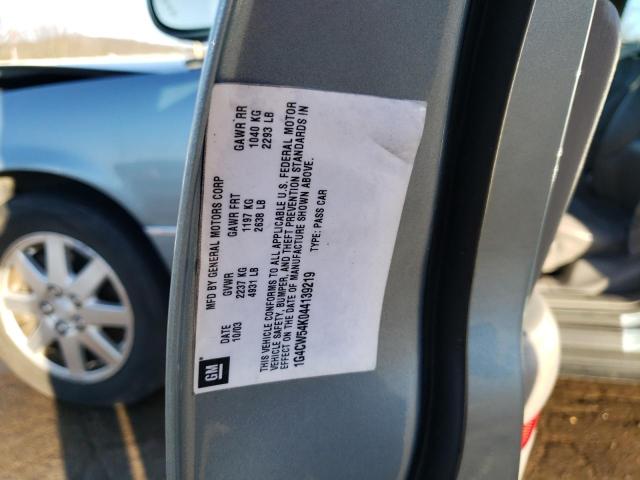 MFD BY GENERAL MOTORS CORP
DATE GVWR GAWR FRT GAWR RR
10/03 2237 KG 1197 KG 1040 KG
4931 LB 2638 LB 2293 LB
THIS VEHICLE CONFORMS TO ALL APPLICABLE U.S. FEDERAL MOTOR
VEHICLE SAFETY, BUMPER, AND THEFT PREVENTION STANDARDS IN
EFFECT ON THE DATE OF MANUFACTURE SHOWN ABOVE.
1G4CW54K044139219 TYPE: PASS CAR
GM